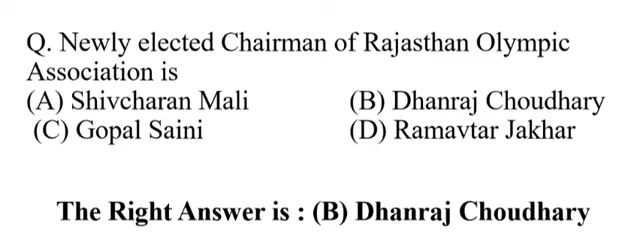 Q. Newly elected Chairman of Rajasthan Olympic
Association is
(A) Shivcharan Mali (B) Dhanraj Choudhary
(C) Gopal Saini (D) Ramavtar Jakhar
The Right Answer is : (B) Dhanraj Choudhary